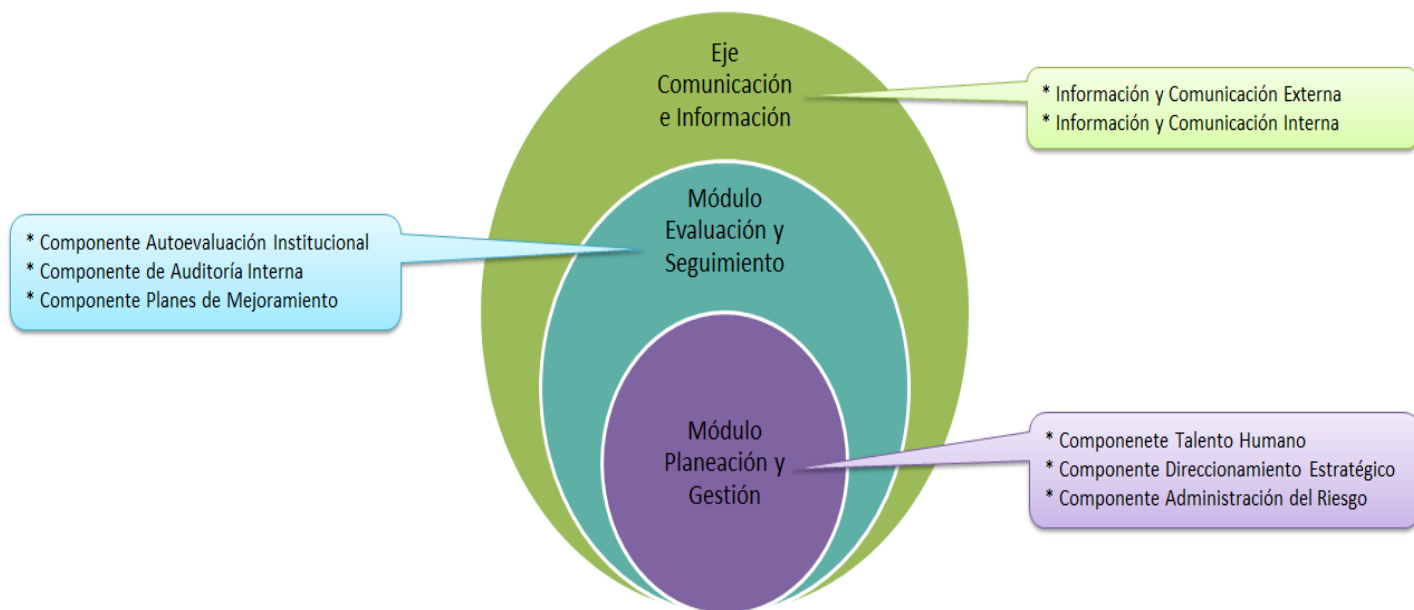 Eje
Comunicación
e Información
* Información y Comunicación Externa
* Información y Comunicación Interna
Módulo
Evaluación y
Seguimiento
* Componente Autoevaluación Institucional
* Componente de Auditoría Interna
* Componente Planes de Mejoramiento
Módulo
Planeación y
Gestión
* Componenete Talento Humano
* Componente Direccionamiento Estratégico
* Componente Administración del Riesgo